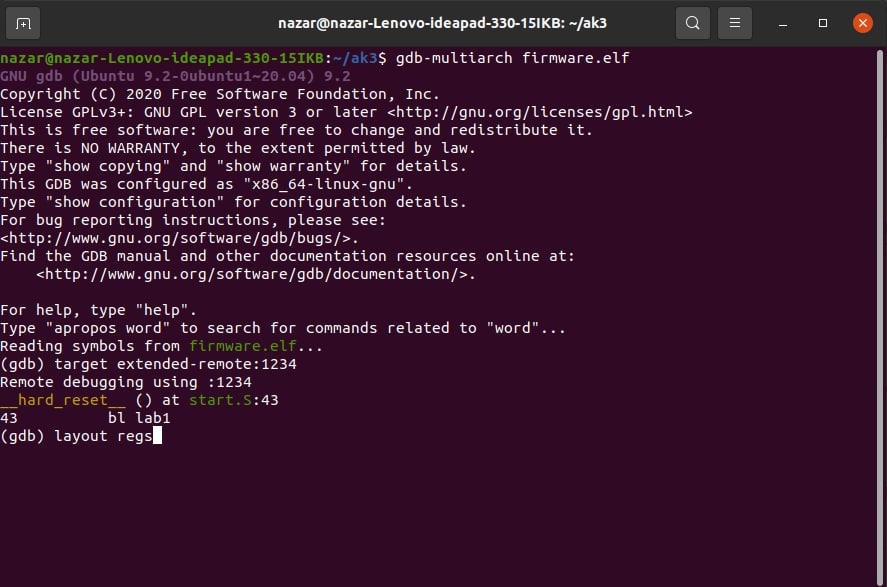 nazar@nazar-Lenovo-ideapad-330-15IKB: ~/ak3
nazar@nazar-Lenovo-ideapad-330-15IKB:~/ak3$ gdb-multiarch firmware.elf
GNU gdb (Ubuntu 9.2-0ubuntu1~20.04) 9.2
Copyright (C) 2020 Free Software Foundation, Inc.
License GPLv3+: GNU GPL version 3 or later <http://gnu.org/licenses/gpl.html>
This is free software: you are free to change and redistribute it.
There is NO WARRANTY, to the extent permitted by law.
Type "show copying" and "show warranty" for details.
This GDB was configured as "x86_64-linux-gnu".
Type "show configuration" for configuration details.
For bug reporting instructions, please see:
<http://www.gnu.org/software/gdb/bugs/>.
Find the GDB manual and other documentation resources online at:
    <http://www.gnu.org/software/gdb/documentation/>.

For help, type "help".
Type "apropos word" to search for commands related to "word"...
Reading symbols from firmware.elf...
(gdb) target extended-remote:1234
Remote debugging using :1234
__hard_reset__ () at start.S:43
43          bl lab1
(gdb) layout regs